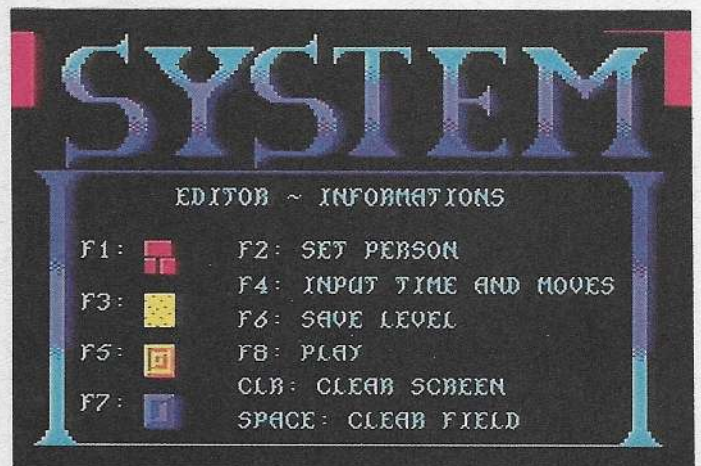 SYSTEM
EDITOR ~ INFORMATIONS
F1: F2: SET PERSON
F4: INPUT TIME AND MOVES
F3: F6: SAVE LEVEL
F5: F8: PLAY
CLR: CLEAR SCREEN
F7: SPACE: CLEAR FIELD